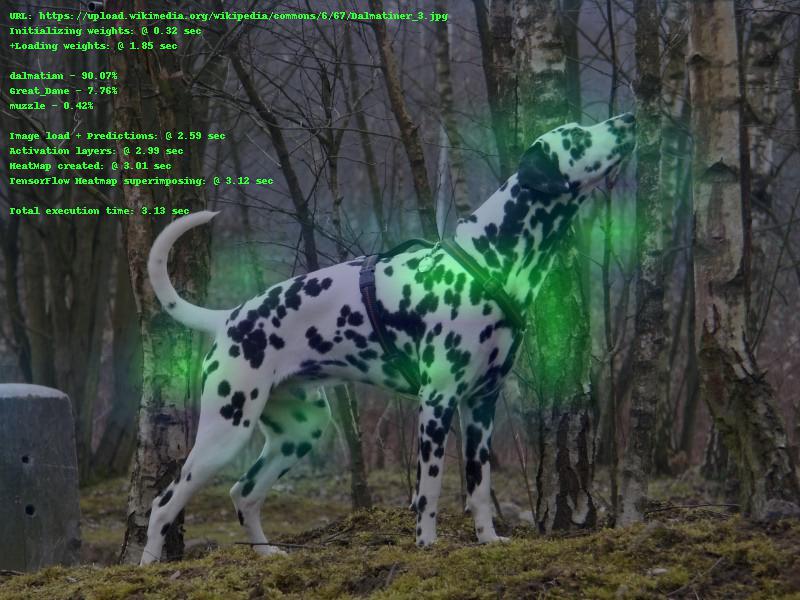 URL: https://upload.wikimedia.org/wikipedia/commons/6/67/Dalmatiner_3.jpg
Initializing weights: @ 0.32 sec
+Loading weights: @ 1.85 sec
dalmatian - 90.07%
Great_Dane - 7.76%
muzzle - 0.42%
Image load + Predictions: @ 2.59 sec
Activation layers: @ 2.99 sec
HeatMap created: @ 3.01 sec
TensorFlow Heatmap superimposing: @ 3.12 sec
Total execution time: 3.13 sec